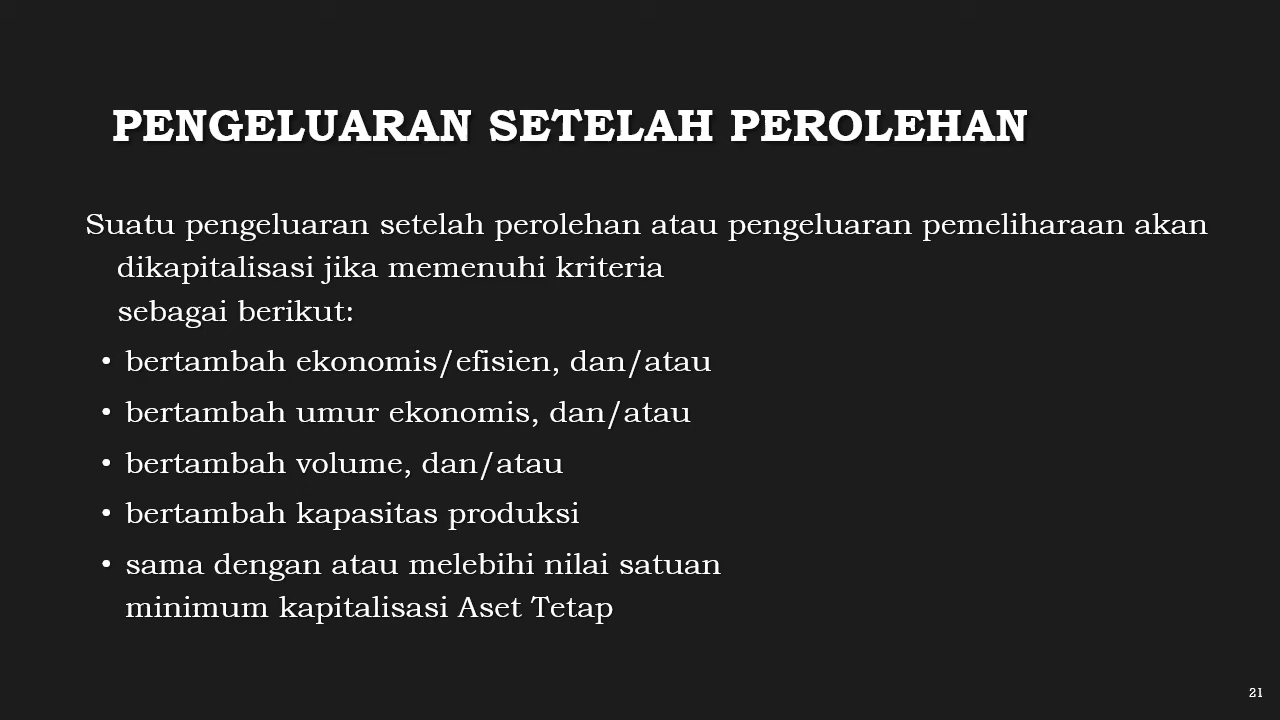 PENGELUARAN SETELAH PEROLEHAN
Suatu pengeluaran setelah perolehan atau pengeluaran pemeliharaan akan
dikapitalisasi jika memenuhi kriteria
sebagai berikut:
• bertambah ekonomis/efisien, dan/atau
• bertambah umur ekonomis, dan/atau
• bertambah volume, dan/atau
• bertambah kapasitas produksi
• sama dengan atau melebihi nilai satuan
minimum kapitalisasi Aset Tetap
21